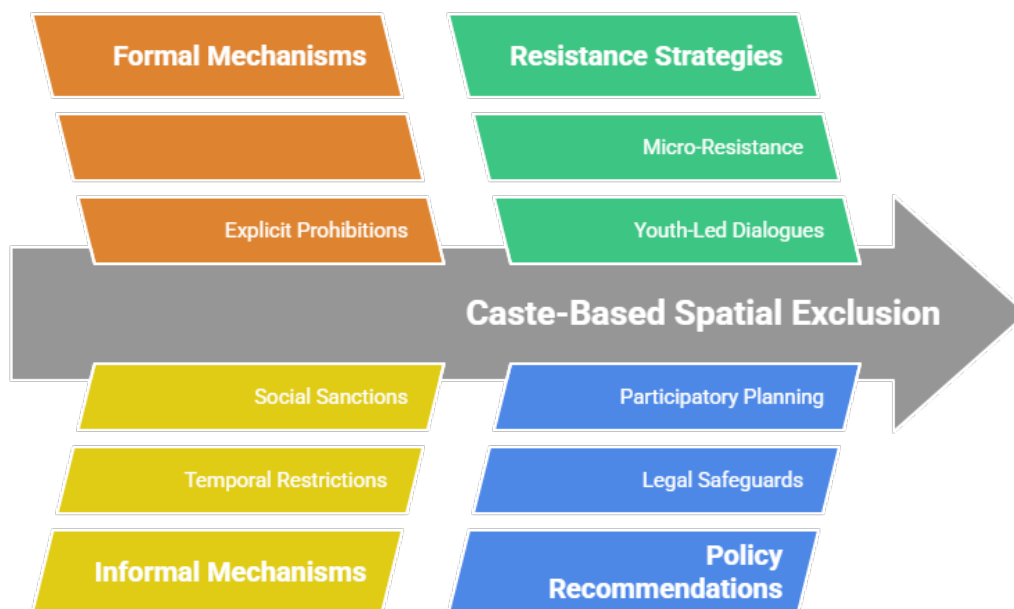 Formal Mechanisms
Resistance Strategies
Micro-Resistance
Explicit Prohibitions
Youth-Led Dialogues
Caste-Based Spatial Exclusion
Social Sanctions
Participatory Planning
Temporal Restrictions
Legal Safeguards
Informal Mechanisms
Policy
Recommendations